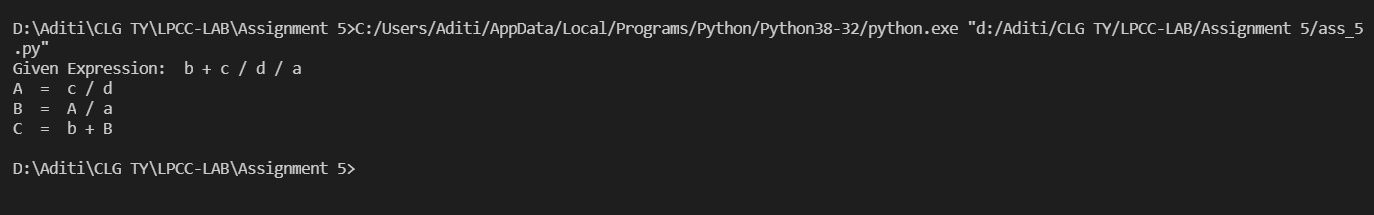 D:\Aditi\CLG TY\LPCC-LAB\Assignment 5>C:/Users/Aditi/AppData/Local/Programs/Python/Python38-32/python.exe "d:/Aditi/CLG TY/LPCC-LAB/Assignment 5/ass_5
.py"
Given Expression:  b + c / d / a
A  =  c / d
B  =  A / a
C  =  b + B
D:\Aditi\CLG TY\LPCC-LAB\Assignment 5>